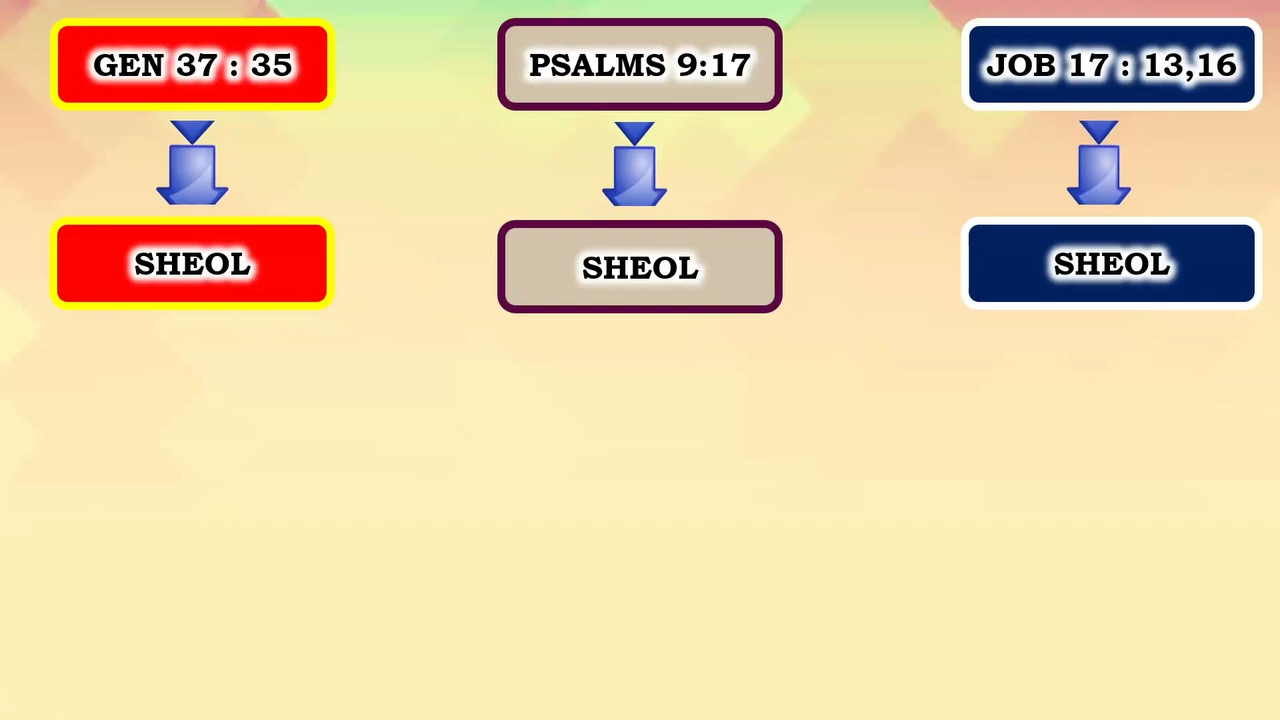 GEN 37 : 35
PSALMS 9:17
JOB 17 : 13,16
SHEOL
SHEOL
SHEOL